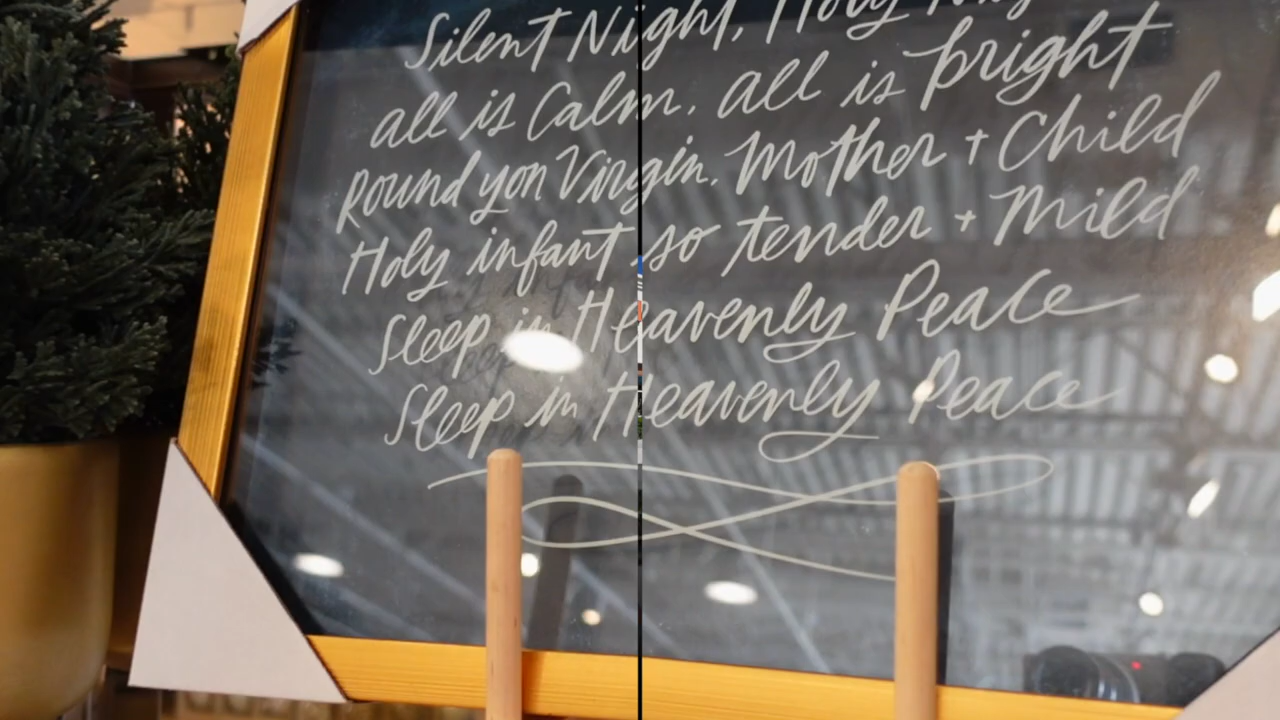 Silent Night, Holy
all is Calm, all is bright
Round yon Virgin, Mother + Child
Holy infant so tender + Mild
Sleep in Heavenly Peace
Sleep in Heavenly Peace